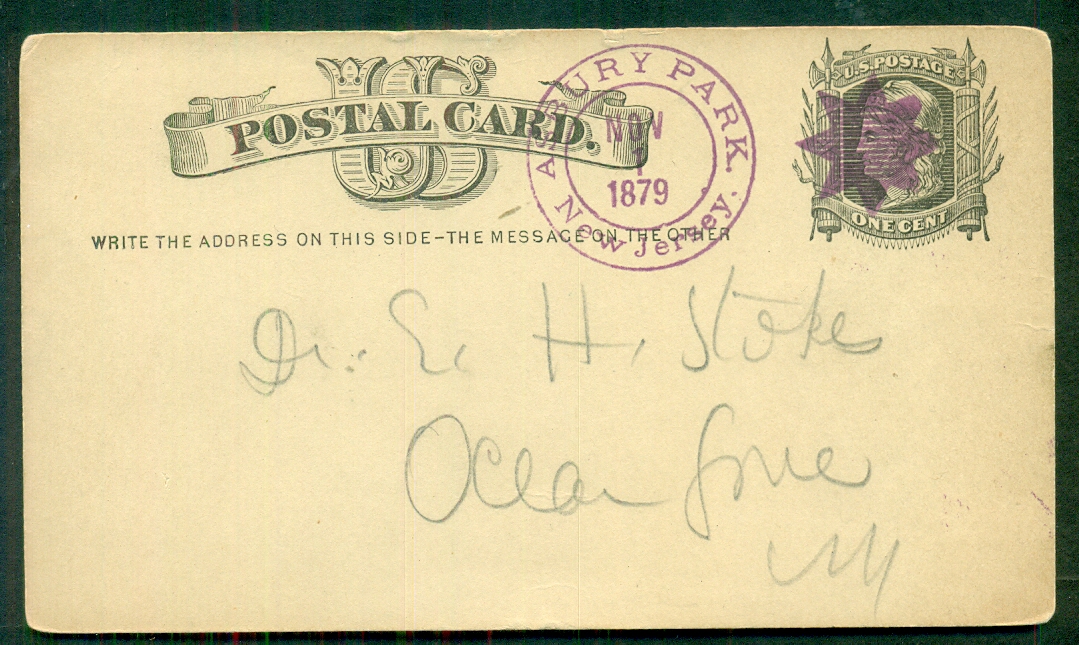 US
POSTAL CARD.
ASBURY PARK.
NOV
1879
New Jersey.
U.S. POSTAGE
ONE CENT
WRITE THE ADDRESS ON THIS SIDE-THE MESSAGE ON THE OTHER
Dr. E. H. Stokes
Ocean Grove
NJ